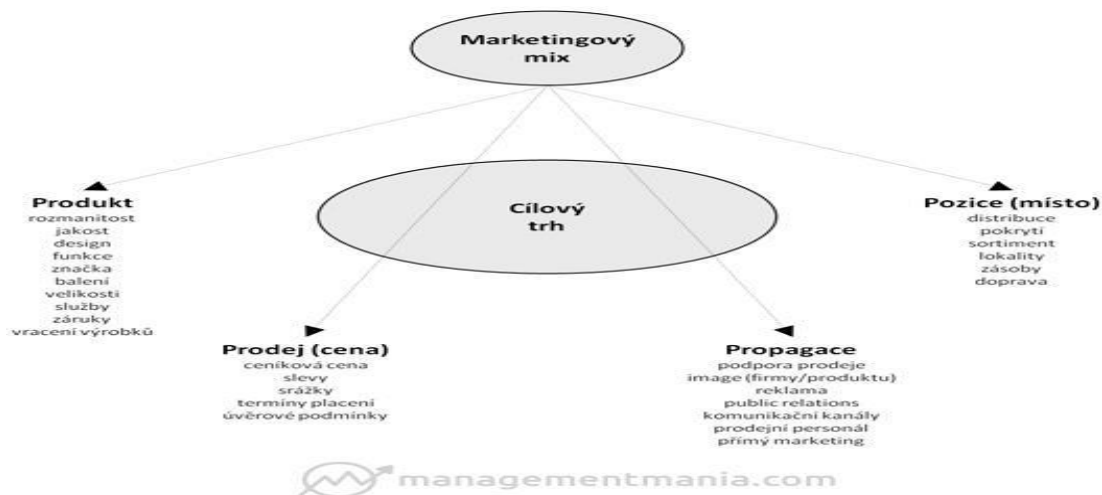 Marketingový
mix
Cílový
trh
Produkt
rozmanitost
jakost
design
funkce
značka
balení
velikosti
služby
záruky
vracení výrobků
Prodej (cena)
ceníková cena
slevy
srážky
termíny placení
úvěrové podmínky
Propagace
podpora prodeje
image (firmy/produktu)
reklama
public relations
komunikační kanály
prodejní personál
přímý marketing
Pozice (místo)
distribuce
pokrytí
sortiment
lokality
zásoby
doprava
managementmania.com